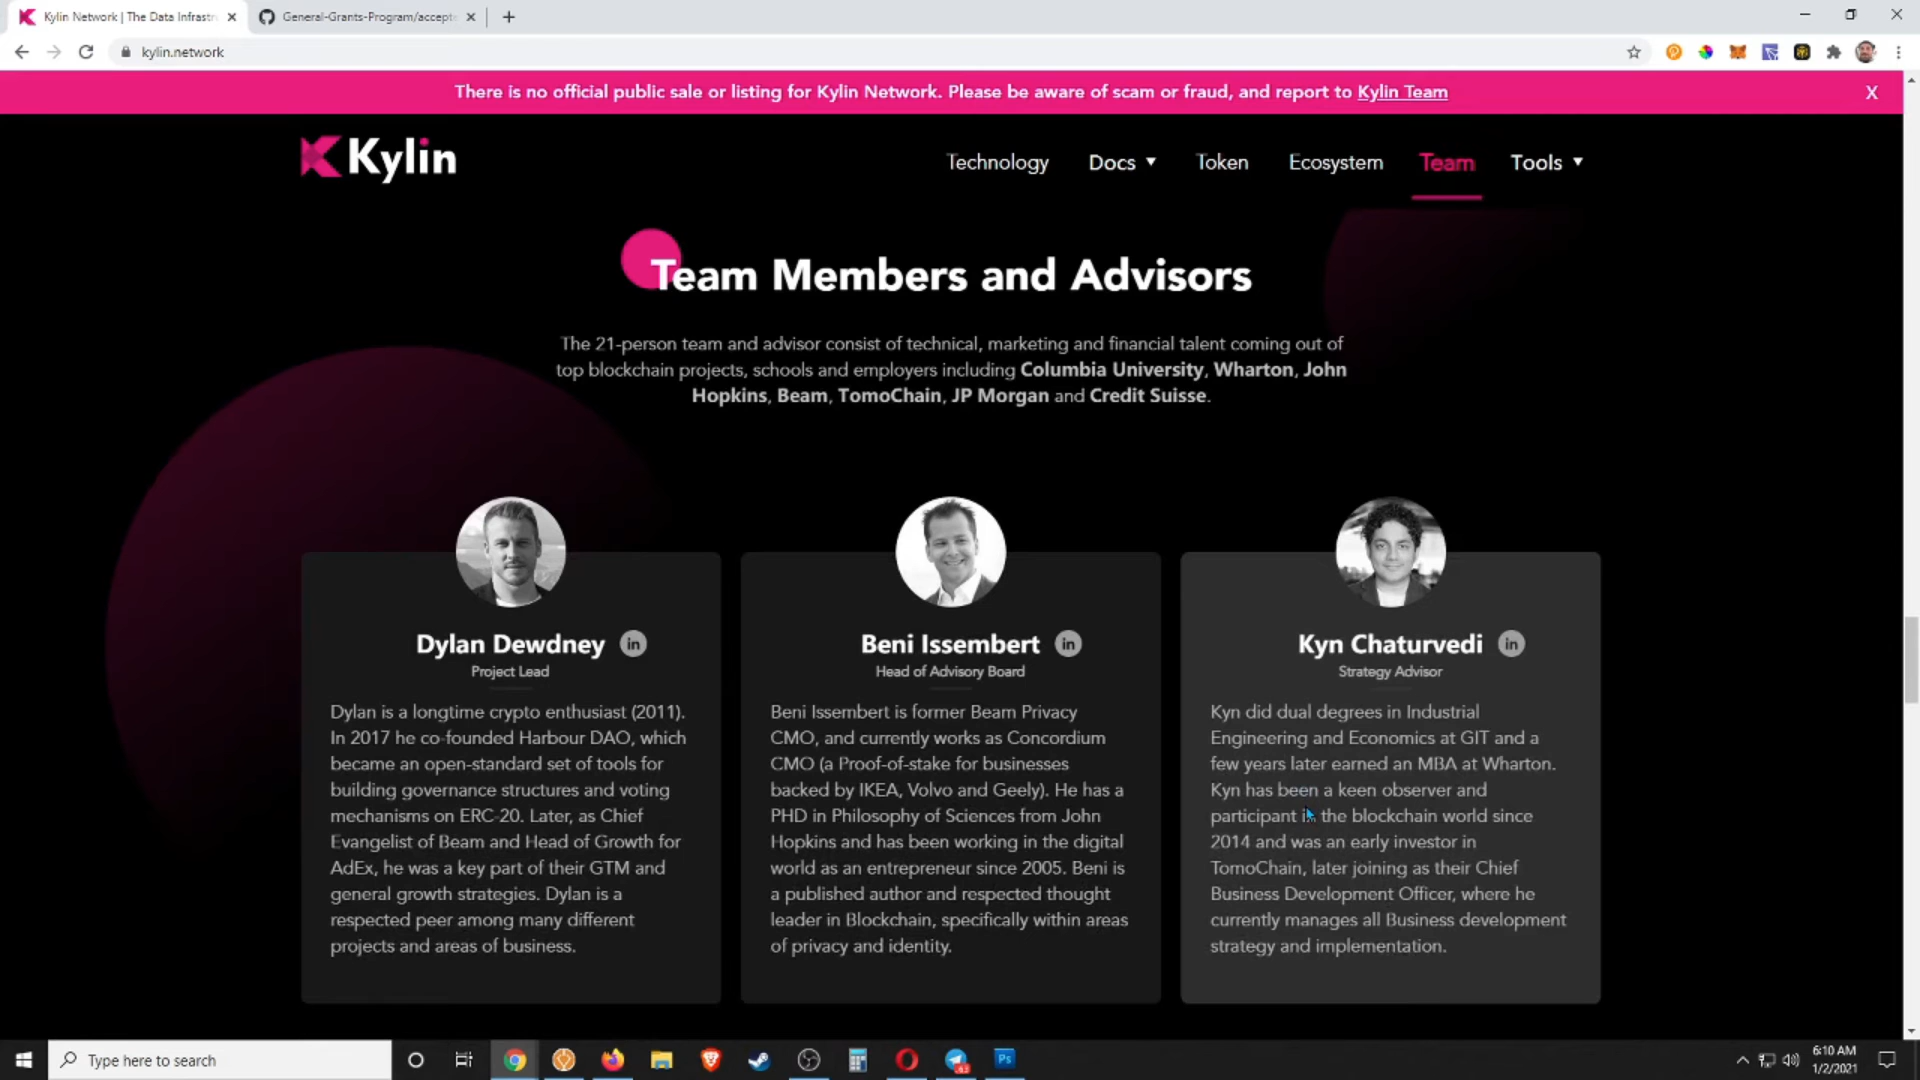 Kylin Network | The Data Infrastr
General-Grants-Program/accept
kylin.network
There is no official public sale or listing for Kylin Network. Please be aware of scam or fraud, and report to Kylin Team
X
Kylin
Technology Docs Token Ecosystem Team Tools
Team Members and Advisors
The 21-person team and advisor consist of technical, marketing and financial talent coming out of
top blockchain projects, schools and employers including Columbia University, Wharton, John
Hopkins, Beam, TomoChain, JP Morgan and Credit Suisse.
Dylan Dewdney in
Project Lead
Dylan is a longtime crypto enthusiast (2011).
In 2017 he co-founded Harbour DAO, which
became an open-standard set of tools for
building governance structures and voting
mechanisms on ERC-20. Later, as Chief
Evangelist of Beam and Head of Growth for
AdEx, he was a key part of their GTM and
general growth strategies. Dylan is a
respected peer among many different
projects and areas of business.
Beni Issembert in
Head of Advisory Board
Beni Issembert is former Beam Privacy
CMO, and currently works as Concordium
CMO (a Proof-of-stake for businesses
backed by IKEA, Volvo and Geely). He has a
PHD in Philosophy of Sciences from John
Hopkins and has been working in the digital
world as an entrepreneur since 2005. Beni is
a published author and respected thought
leader in Blockchain, specifically within areas
of privacy and identity.
Kyn Chaturvedi in
Strategy Advisor
Kyn did dual degrees in Industrial
Engineering and Economics at GIT and a
few years later earned an MBA at Wharton.
Kyn has been a keen observer and
participant in the blockchain world since
2014 and was an early investor in
TomoChain, later joining as their Chief
Business Development Officer, where he
currently manages all Business development
strategy and implementation.
Type here to search
Ps
6:10 AM
1/2/2021